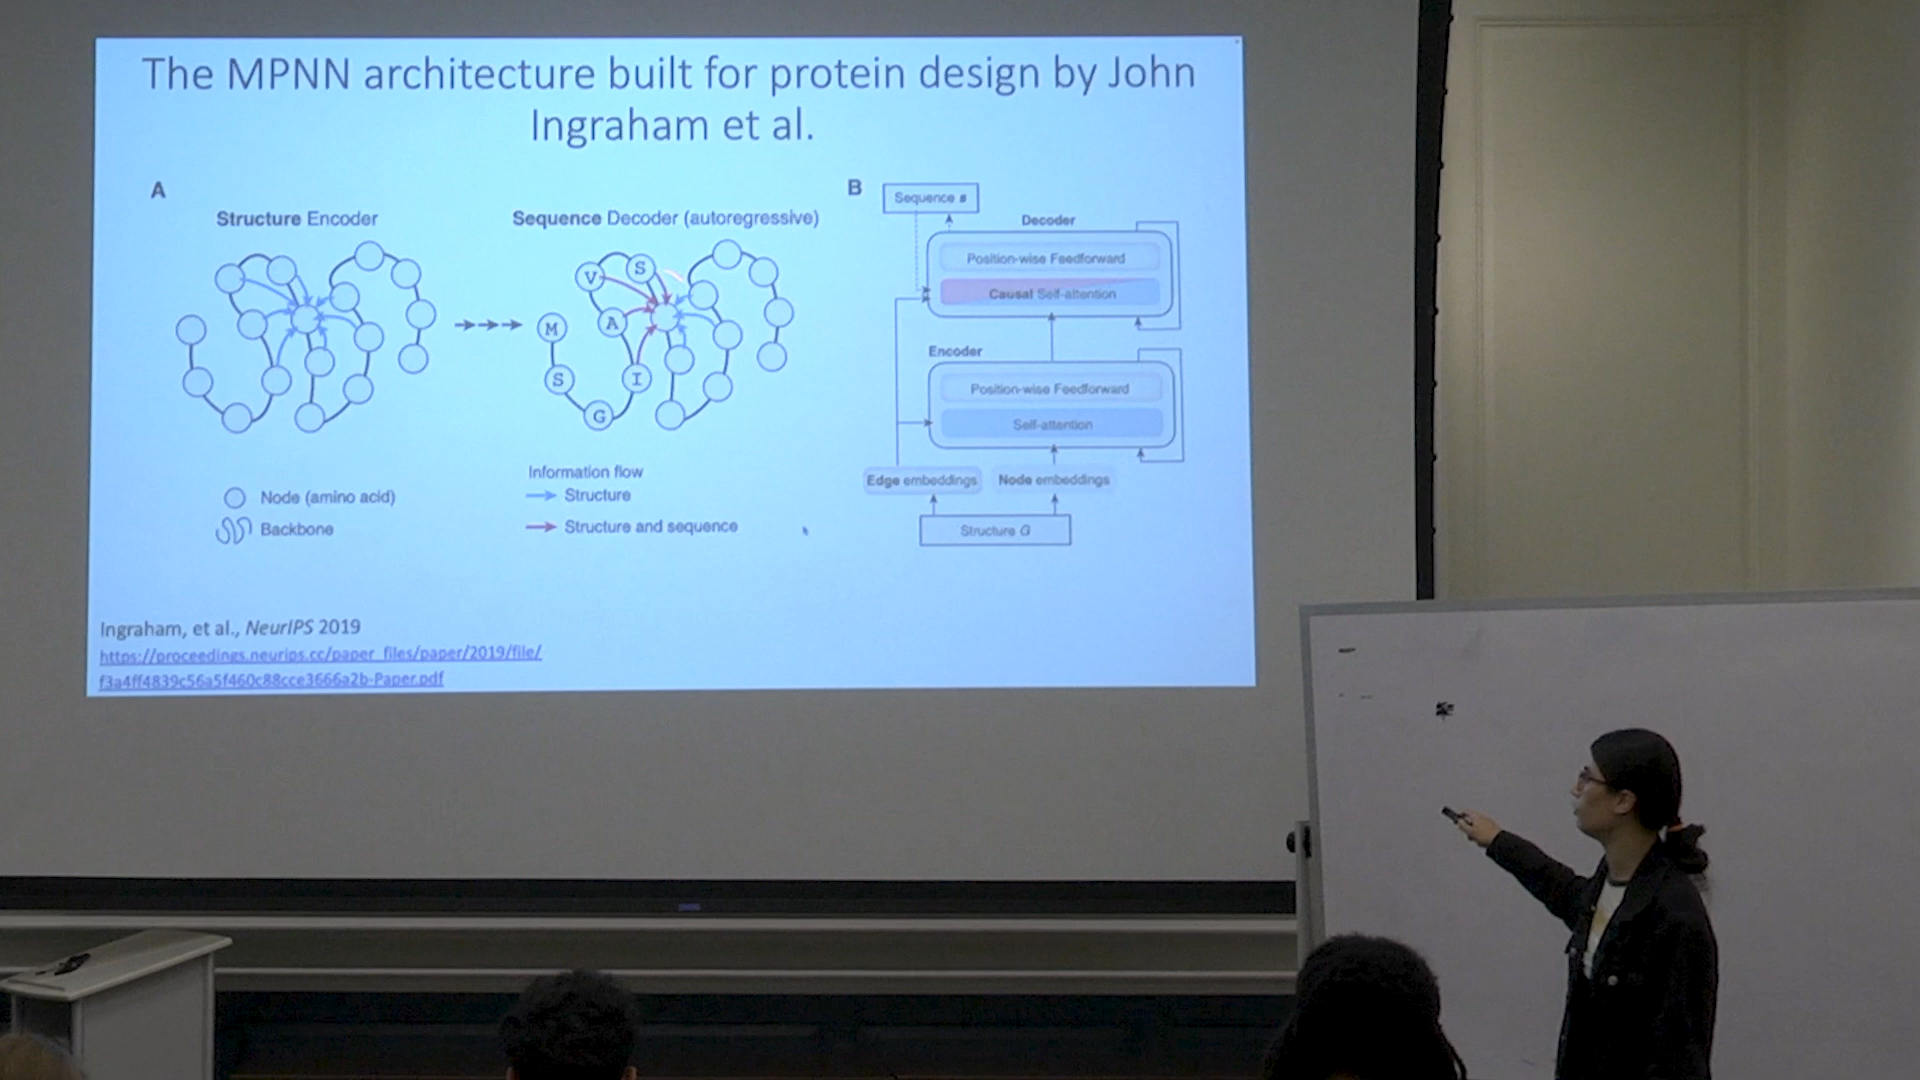 The MPNN architecture built for protein design by John
Ingraham et al.
A
Structure Encoder
Sequence Decoder (autoregressive)
V
S
M
A
S
I
G
Node (amino acid)
Backbone
Information flow
Structure
Structure and sequence
B
Sequence s
Decoder
Position-wise Feedforward
Causal Self-attention
Encoder
Position-wise Feedforward
Self-attention
Edge embeddings
Node embeddings
Structure G
Ingraham, et al., NeurIPS 2019
https://proceedings.neurips.cc/paper_files/paper/2019/file/
f3a4ff4839c56a5f460c88cce3666a2b-Paper.pdf